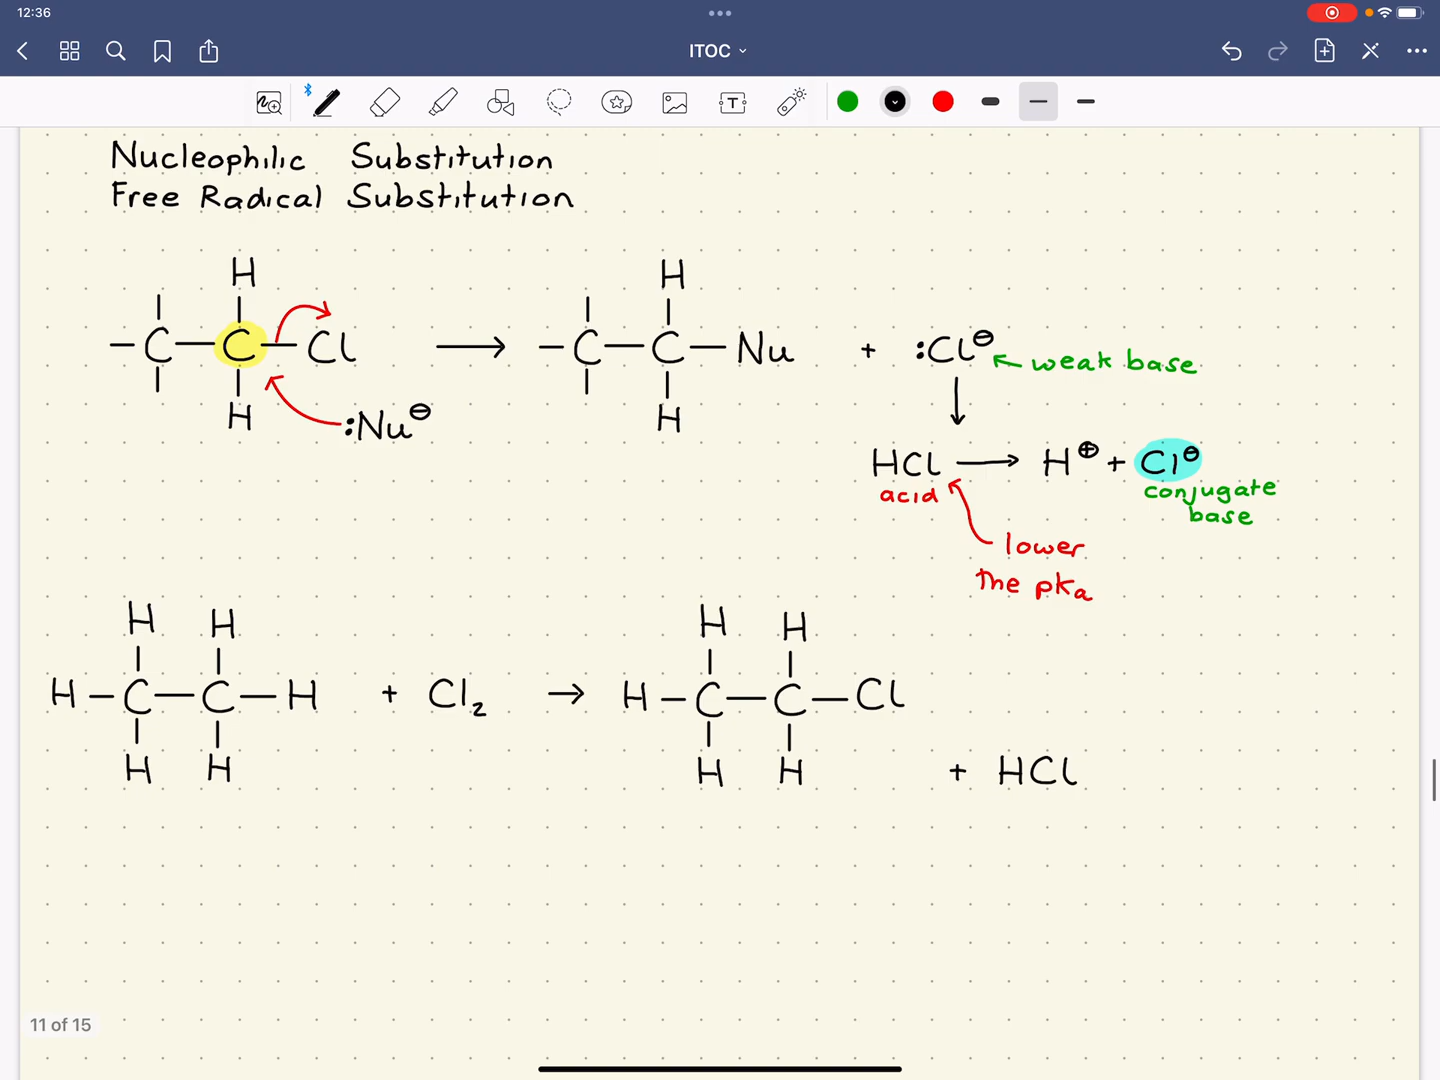 12:36
ITOC
T
Nucleophilic Substitution
Free Radical Substitution
H H
– C – C – Cl → – C – C – Nu + :Cl⊖ weak base
H :Nu⊖ H
HCl → H⊕ + Cl⊖
acid conjugate
base
lower
the pka
H H H H
H – C – C – H + Cl₂ → H – C – C – Cl
H H H H + HCl
11 of 15